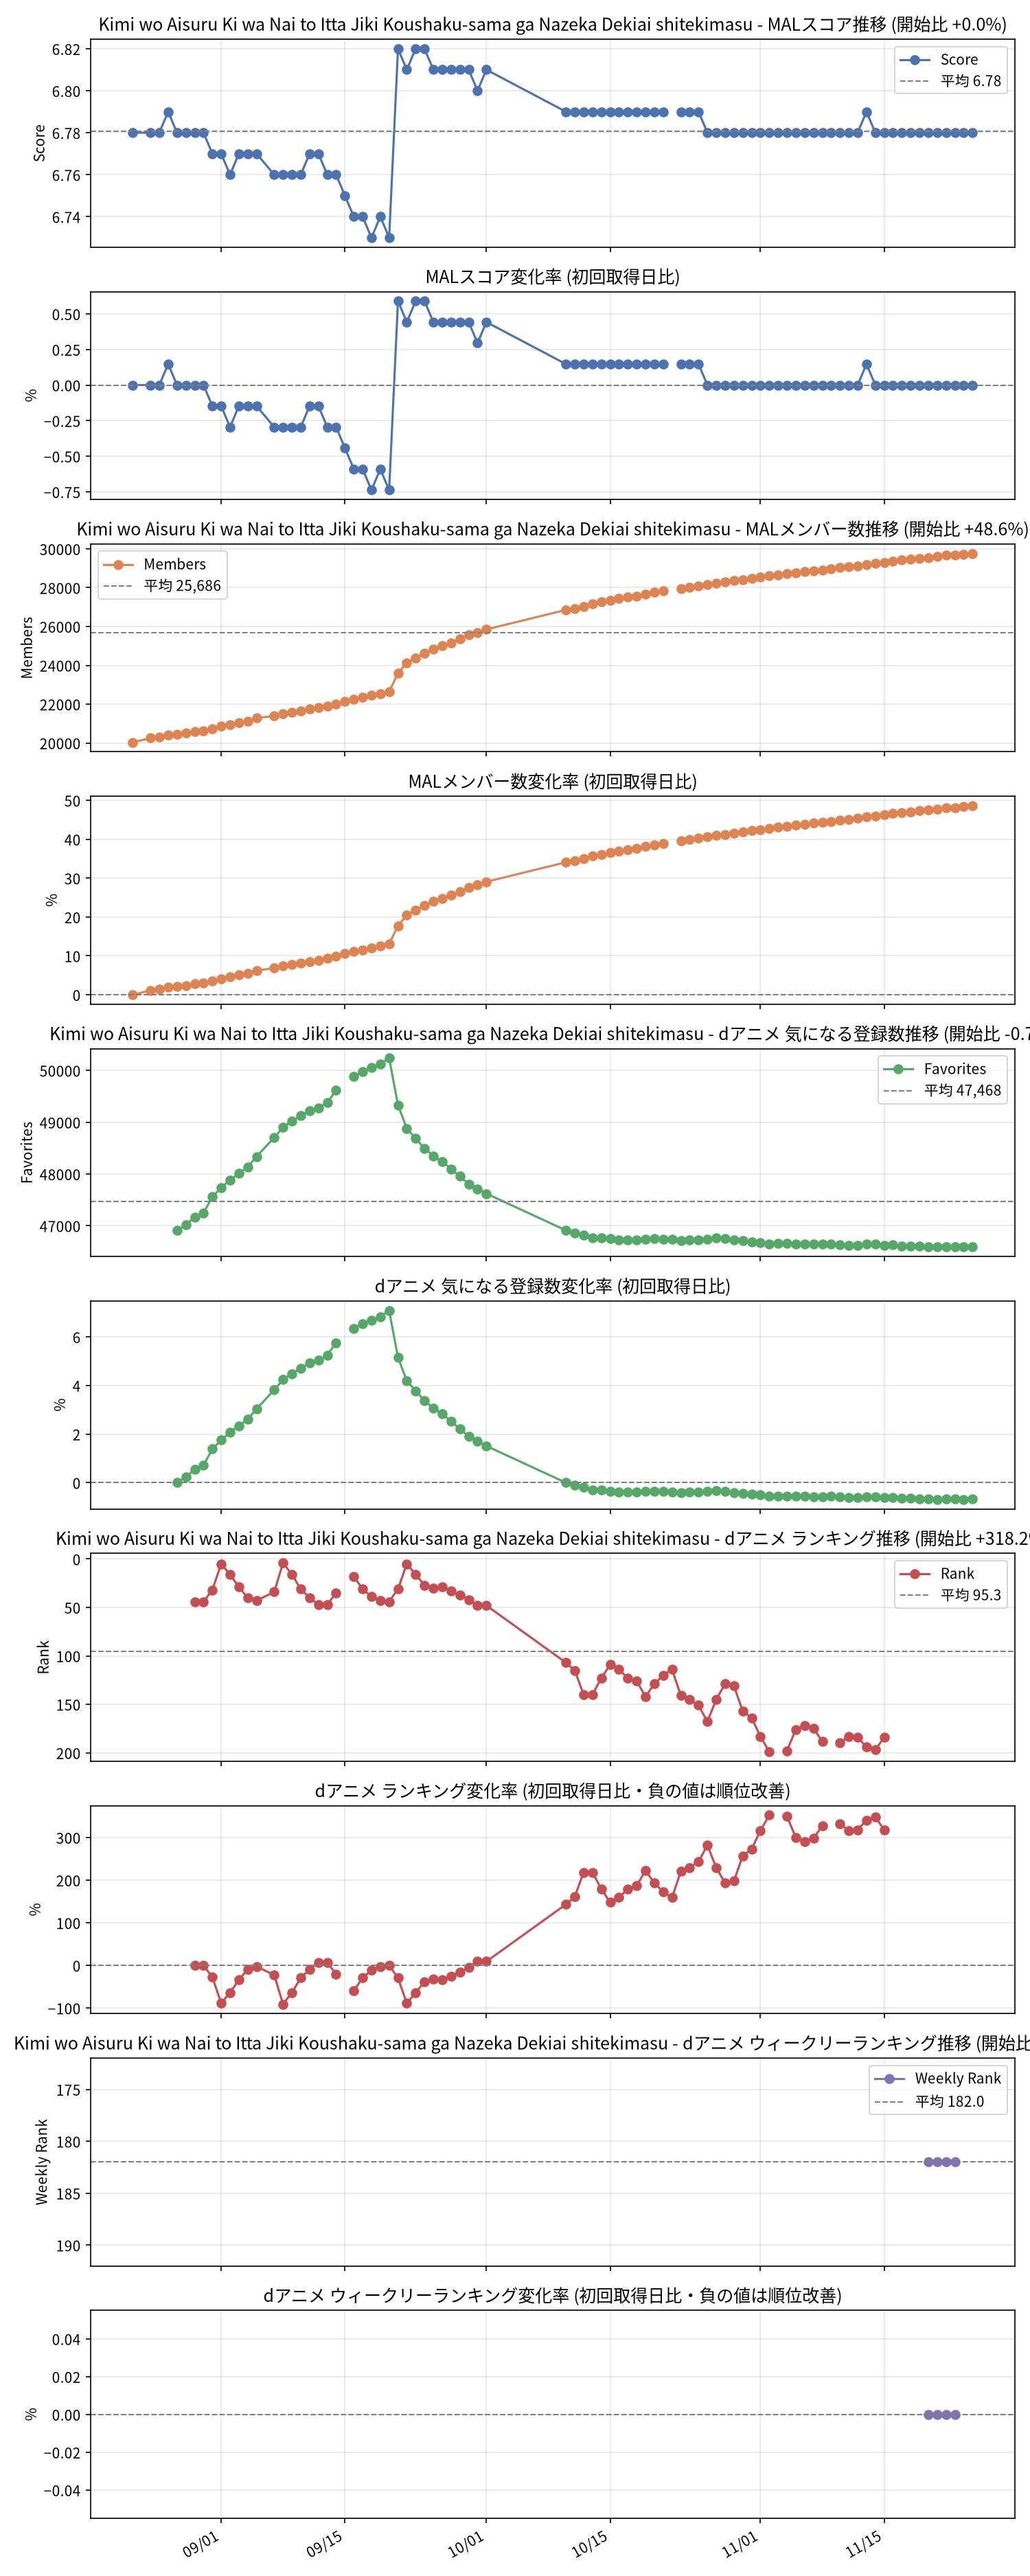 Kimi wo Aisuru Ki wa Nai to Itta Jiki Koushaku-sama ga Nazeka Dekiai shitekimasu - MALスコア推移 (開始比 +0.0%)
6.82
6.80
6.78
6.76
6.74
Score
Score
平均 6.78
MALスコア変化率 (初回取得日比)
0.50
0.25
0.00
−0.25
−0.50
−0.75
%
Kimi wo Aisuru Ki wa Nai to Itta Jiki Koushaku-sama ga Nazeka Dekiai shitekimasu - MALメンバー数推移 (開始比 +48.6%)
30000
28000
26000
24000
22000
20000
Members
Members
平均 25,686
MALメンバー数変化率 (初回取得日比)
50
40
30
20
10
0
%
Kimi wo Aisuru Ki wa Nai to Itta Jiki Koushaku-sama ga Nazeka Dekiai shitekimasu - dアニメ 気になる登録数推移 (開始比 -0.7
50000
49000
48000
47000
Favorites
Favorites
平均 47,468
dアニメ 気になる登録数変化率 (初回取得日比)
6
4
2
0
%
Kimi wo Aisuru Ki wa Nai to Itta Jiki Koushaku-sama ga Nazeka Dekiai shitekimasu - dアニメ ランキング推移 (開始比 +318.2%
0
50
100
150
200
Rank
Rank
平均 95.3
dアニメ ランキング変化率 (初回取得日比・負の値は順位改善)
300
200
100
0
−100
%
Kimi wo Aisuru Ki wa Nai to Itta Jiki Koushaku-sama ga Nazeka Dekiai shitekimasu - dアニメ ウィークリーランキング推移 (開始比
175
180
185
190
Weekly Rank
Weekly Rank
平均 182.0
dアニメ ウィークリーランキング変化率 (初回取得日比・負の値は順位改善)
0.04
0.02
0.00
−0.02
−0.04
%
09/01
09/15
10/01
10/15
11/01
11/15